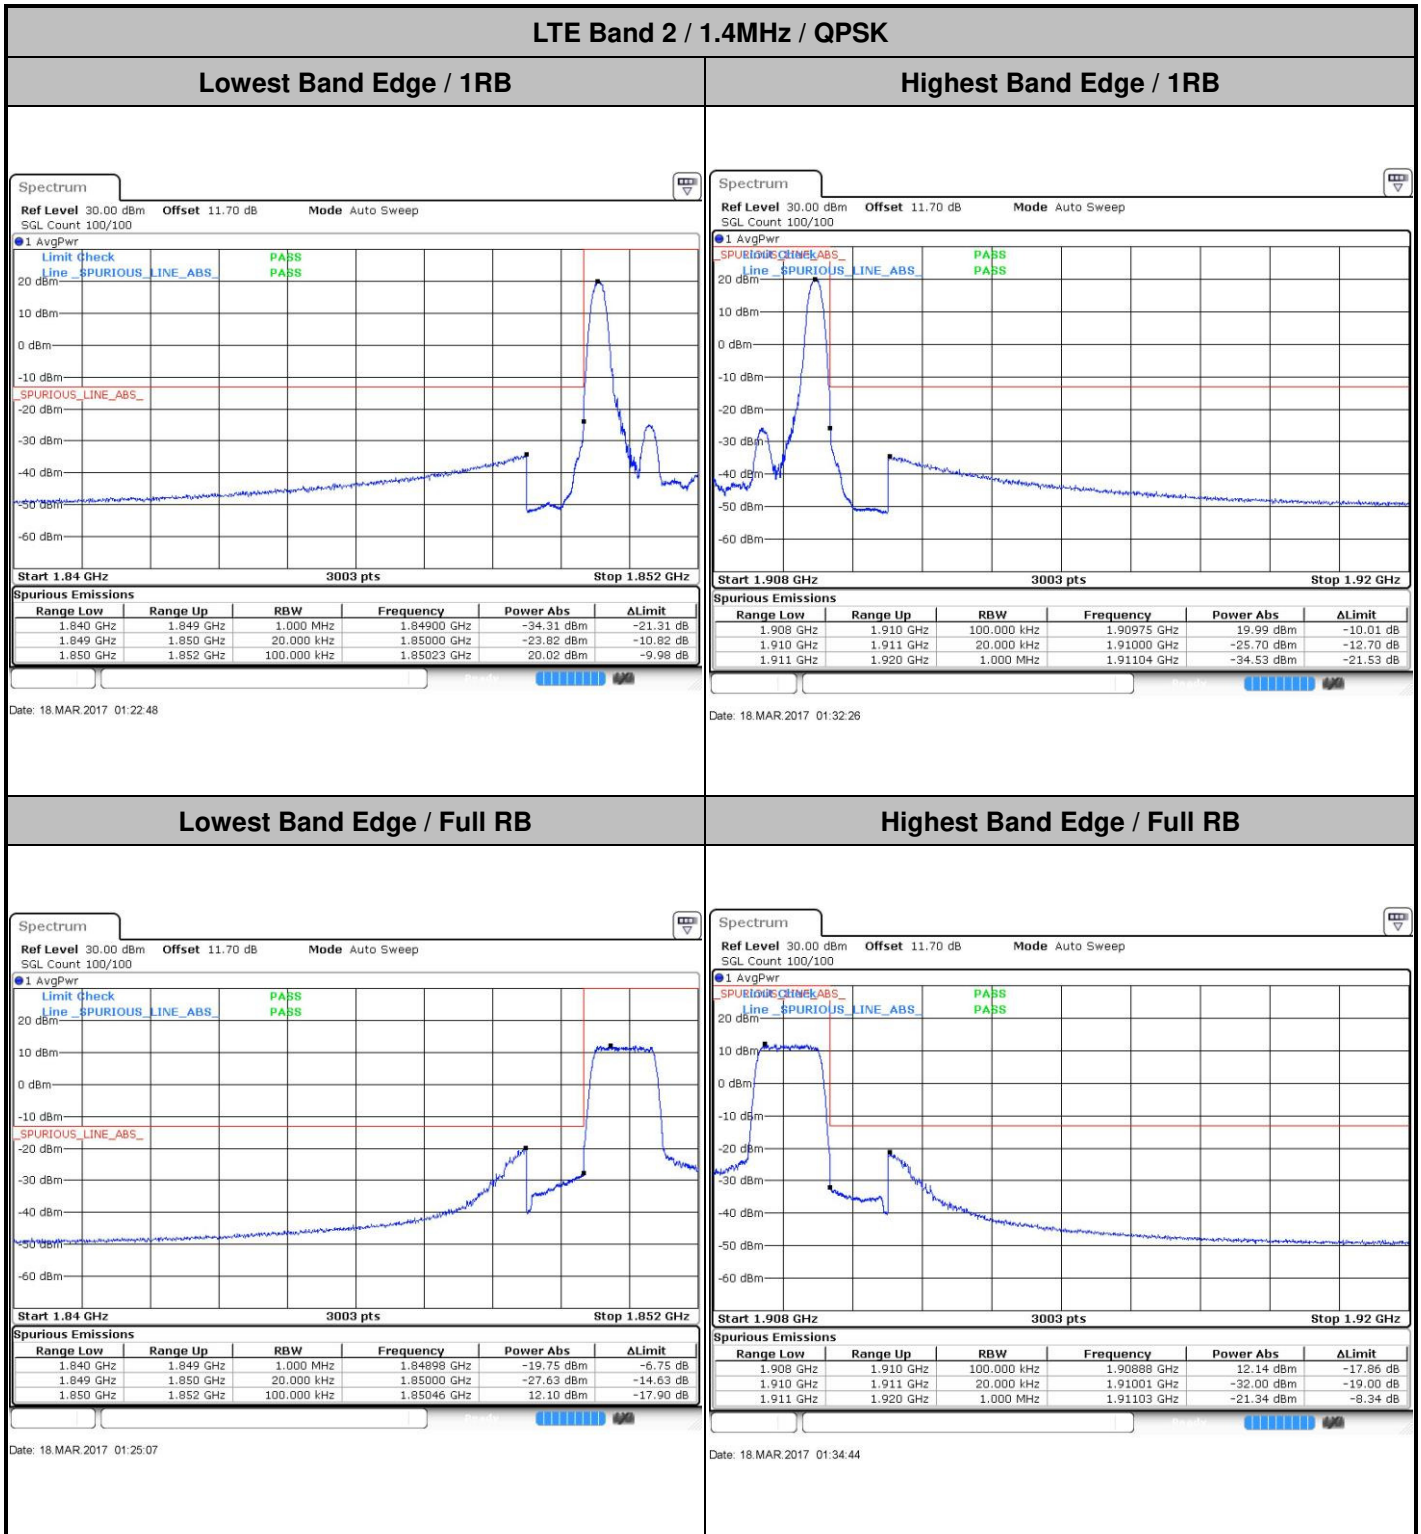 LTE Band 2 / 1.4MHz / QPSK
Lowest Band Edge / 1RB
Highest Band Edge / 1RB
Spectrum
Ref Level 30.00 dBm Offset 11.70 dB Mode Auto Sweep
SGL Count 100/100
1 AvgPwr
Limit Check PASS
Line _SPURIOUS_LINE_ABS_ PASS
20 dBm
10 dBm
0 dBm
-10 dBm
_SPURIOUS_LINE_ABS_
-20 dBm
-30 dBm
-40 dBm
-50 dBm
-60 dBm
Start 1.84 GHz 3003 pts Stop 1.852 GHz
Spurious Emissions
Range Low Range Up RBW Frequency Power Abs ΔLimit
1.840 GHz 1.849 GHz 1.000 MHz 1.84900 GHz -34.31 dBm -21.31 dB
1.849 GHz 1.850 GHz 20.000 kHz 1.85000 GHz -23.82 dBm -10.82 dB
1.850 GHz 1.852 GHz 100.000 kHz 1.85023 GHz 20.02 dBm -9.98 dB
Date: 18.MAR.2017 01:22:48
Spectrum
Ref Level 30.00 dBm Offset 11.70 dB Mode Auto Sweep
SGL Count 100/100
1 AvgPwr
_SPURIOUS_LINE_ABS_
Limit Check PASS
Line _SPURIOUS_LINE_ABS_ PASS
20 dBm
10 dBm
0 dBm
-10 dBm
-20 dBm
-30 dBm
-40 dBm
-50 dBm
-60 dBm
Start 1.908 GHz 3003 pts Stop 1.92 GHz
Spurious Emissions
Range Low Range Up RBW Frequency Power Abs ΔLimit
1.908 GHz 1.910 GHz 100.000 kHz 1.90975 GHz 19.99 dBm -10.01 dB
1.910 GHz 1.911 GHz 20.000 kHz 1.91000 GHz -25.70 dBm -12.70 dB
1.911 GHz 1.920 GHz 1.000 MHz 1.91104 GHz -34.53 dBm -21.53 dB
Date: 18.MAR.2017 01:32:26
Lowest Band Edge / Full RB
Highest Band Edge / Full RB
Spectrum
Ref Level 30.00 dBm Offset 11.70 dB Mode Auto Sweep
SGL Count 100/100
1 AvgPwr
Limit Check PASS
Line _SPURIOUS_LINE_ABS_ PASS
20 dBm
10 dBm
0 dBm
-10 dBm
_SPURIOUS_LINE_ABS_
-20 dBm
-30 dBm
-40 dBm
-50 dBm
-60 dBm
Start 1.84 GHz 3003 pts Stop 1.852 GHz
Spurious Emissions
Range Low Range Up RBW Frequency Power Abs ΔLimit
1.840 GHz 1.849 GHz 1.000 MHz 1.84898 GHz -19.75 dBm -6.75 dB
1.849 GHz 1.850 GHz 20.000 kHz 1.85000 GHz -27.63 dBm -14.63 dB
1.850 GHz 1.852 GHz 100.000 kHz 1.85046 GHz 12.10 dBm -17.90 dB
Date: 18.MAR.2017 01:25:07
Spectrum
Ref Level 30.00 dBm Offset 11.70 dB Mode Auto Sweep
SGL Count 100/100
1 AvgPwr
_SPURIOUS_LINE_ABS_
Limit Check PASS
Line _SPURIOUS_LINE_ABS_ PASS
20 dBm
10 dBm
0 dBm
-10 dBm
-20 dBm
-30 dBm
-40 dBm
-50 dBm
-60 dBm
Start 1.908 GHz 3003 pts Stop 1.92 GHz
Spurious Emissions
Range Low Range Up RBW Frequency Power Abs ΔLimit
1.908 GHz 1.910 GHz 100.000 kHz 1.90888 GHz 12.14 dBm -17.86 dB
1.910 GHz 1.911 GHz 20.000 kHz 1.91001 GHz -32.00 dBm -19.00 dB
1.911 GHz 1.920 GHz 1.000 MHz 1.91103 GHz -21.34 dBm -8.34 dB
Date: 18.MAR.2017 01:34:44